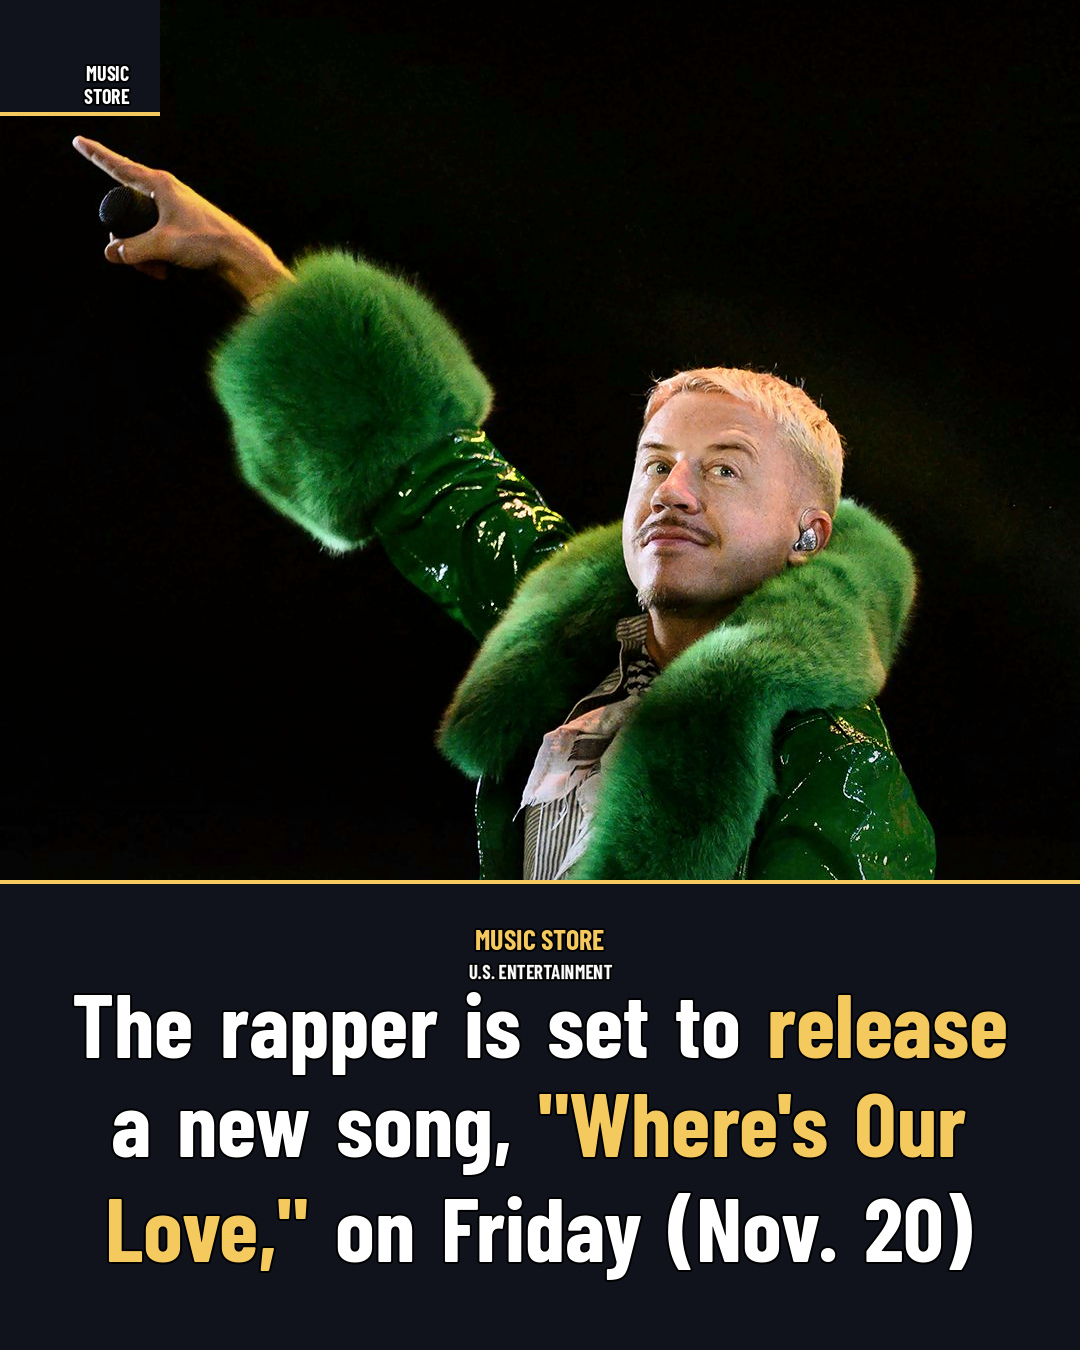 MUSIC
STORE
MUSIC STORE
U.S. ENTERTAINMENT
The rapper is set to release
a new song, "Where's Our
Love," on Friday (Nov. 20)